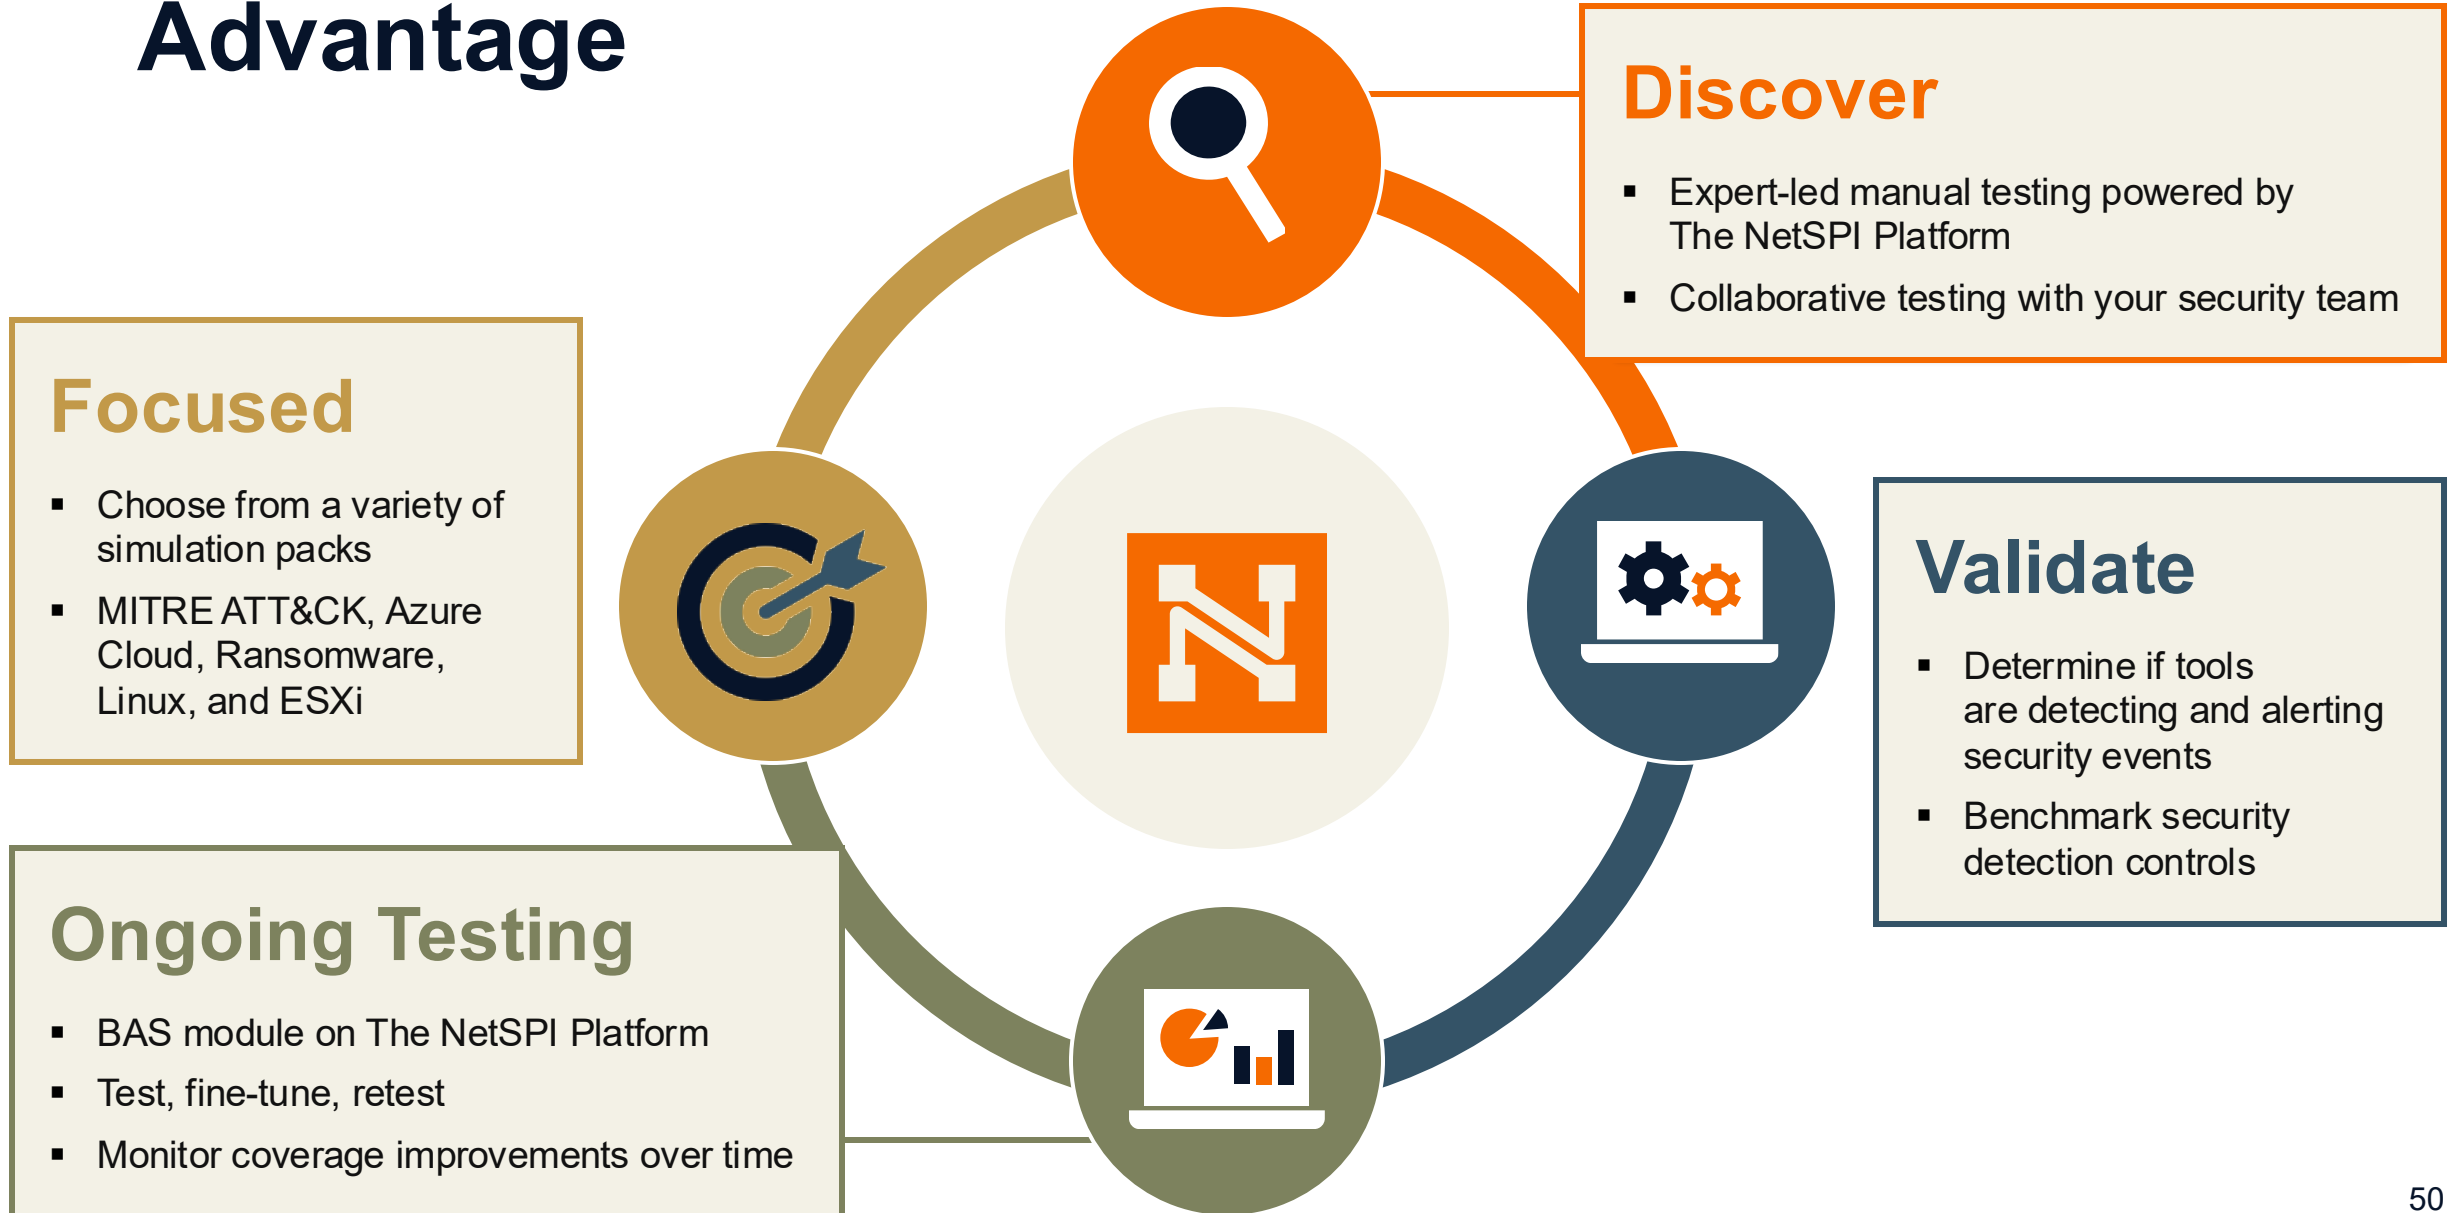 Advantage
Discover
▪ Expert-led manual testing powered by
The NetSPI Platform
▪ Collaborative testing with your security team
Focused
▪ Choose from a variety of
simulation packs
▪ MITRE ATT&CK, Azure
Cloud, Ransomware,
Linux, and ESXi
Validate
▪ Determine if tools
are detecting and alerting
security events
▪ Benchmark security
detection controls
Ongoing Testing
▪ BAS module on The NetSPI Platform
▪ Test, fine-tune, retest
▪ Monitor coverage improvements over time
50